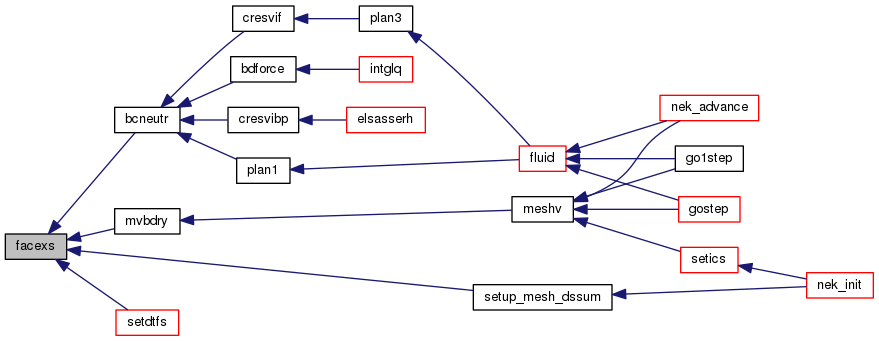 cresvif
plan3
bdforce
intglq
nek_advance
bcneutr
cresvibp
elsasserh
fluid
go1step
plan1
mvbdry
meshv
gostep
facexs
setics
setup_mesh_dssum
nek_init
setdtfs